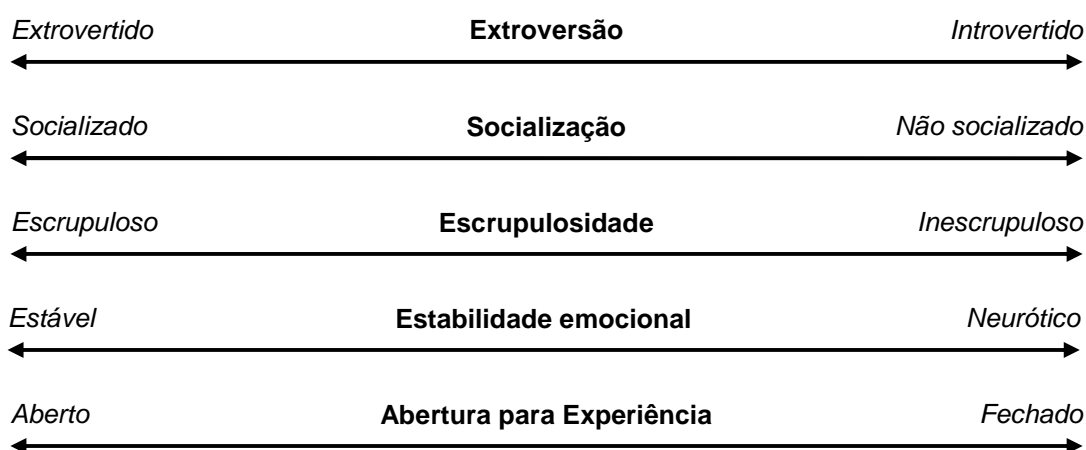 Extrovertido Extroversão Introvertido
Socializado Socialização Não socializado
Escrupuloso Escrupulosidade Inescrupuloso
Estável Estabilidade emocional Neurótico
Aberto Abertura para Experiência Fechado